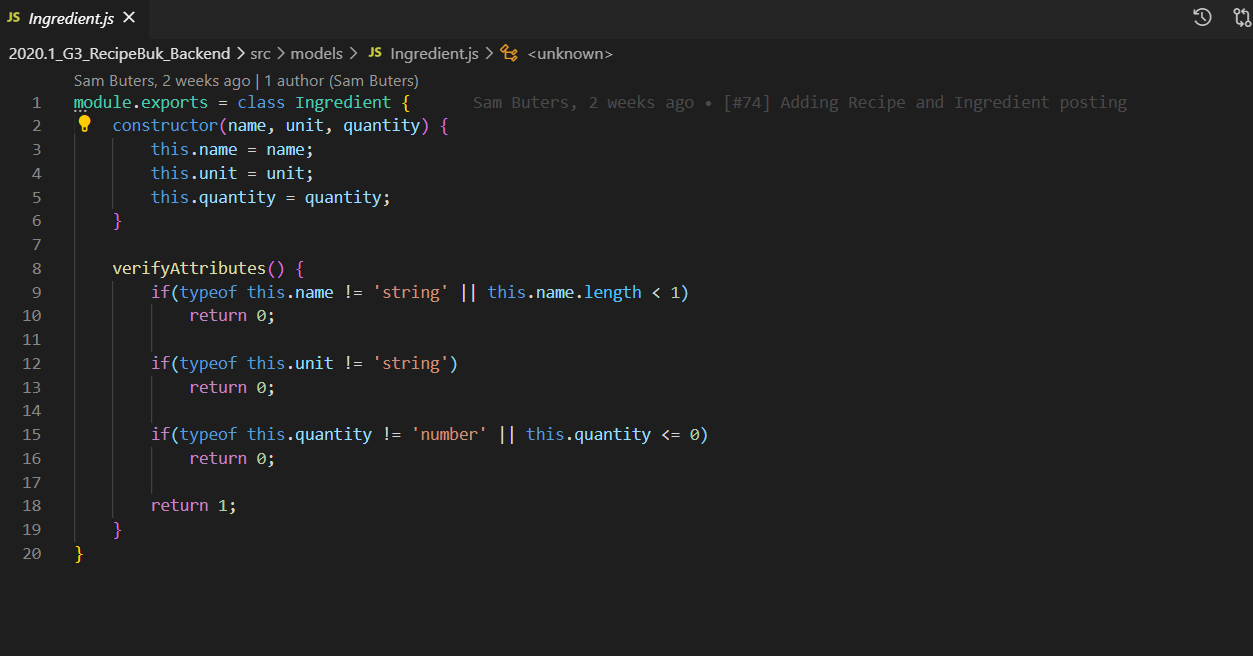 JS Ingredient.js
2020.1_G3_RecipeBuk_Backend > src > models > JS Ingredient.js > <unknown>
Sam Buters, 2 weeks ago | 1 author (Sam Buters)
1 module.exports = class Ingredient { Sam Buters, 2 weeks ago • [#74] Adding Recipe and Ingredient posting
2 constructor(name, unit, quantity) {
3 this.name = name;
4 this.unit = unit;
5 this.quantity = quantity;
6 }
7
8 verifyAttributes() {
9 if(typeof this.name != 'string' || this.name.length < 1)
10 return 0;
11
12 if(typeof this.unit != 'string')
13 return 0;
14
15 if(typeof this.quantity != 'number' || this.quantity <= 0)
16 return 0;
17
18 return 1;
19 }
20 }